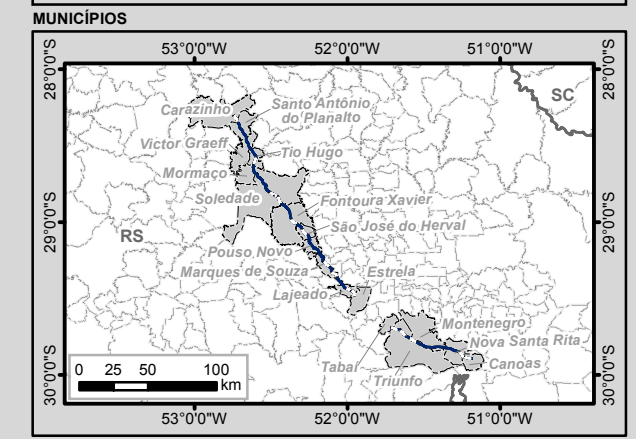 MUNICÍPIOS
53°0'0"W 52°0'0"W 51°0'0"W
28°0'0"S
28°0'0"S
SC
Carazinho
Santo Antônio
do Planalto
Victor Graeff
Tio Hugo
Mormaço
Soledade
Fontoura Xavier
29°0'0"S
29°0'0"S
RS
São José do Herval
Pouso Novo
Marques de Souza
Estrela
Lajeado
Montenegro
Nova Santa Rita
Tabaí
Canoas
Triunfo
0 25 50 100
km
30°0'0"S
30°0'0"S
53°0'0"W 52°0'0"W 51°0'0"W